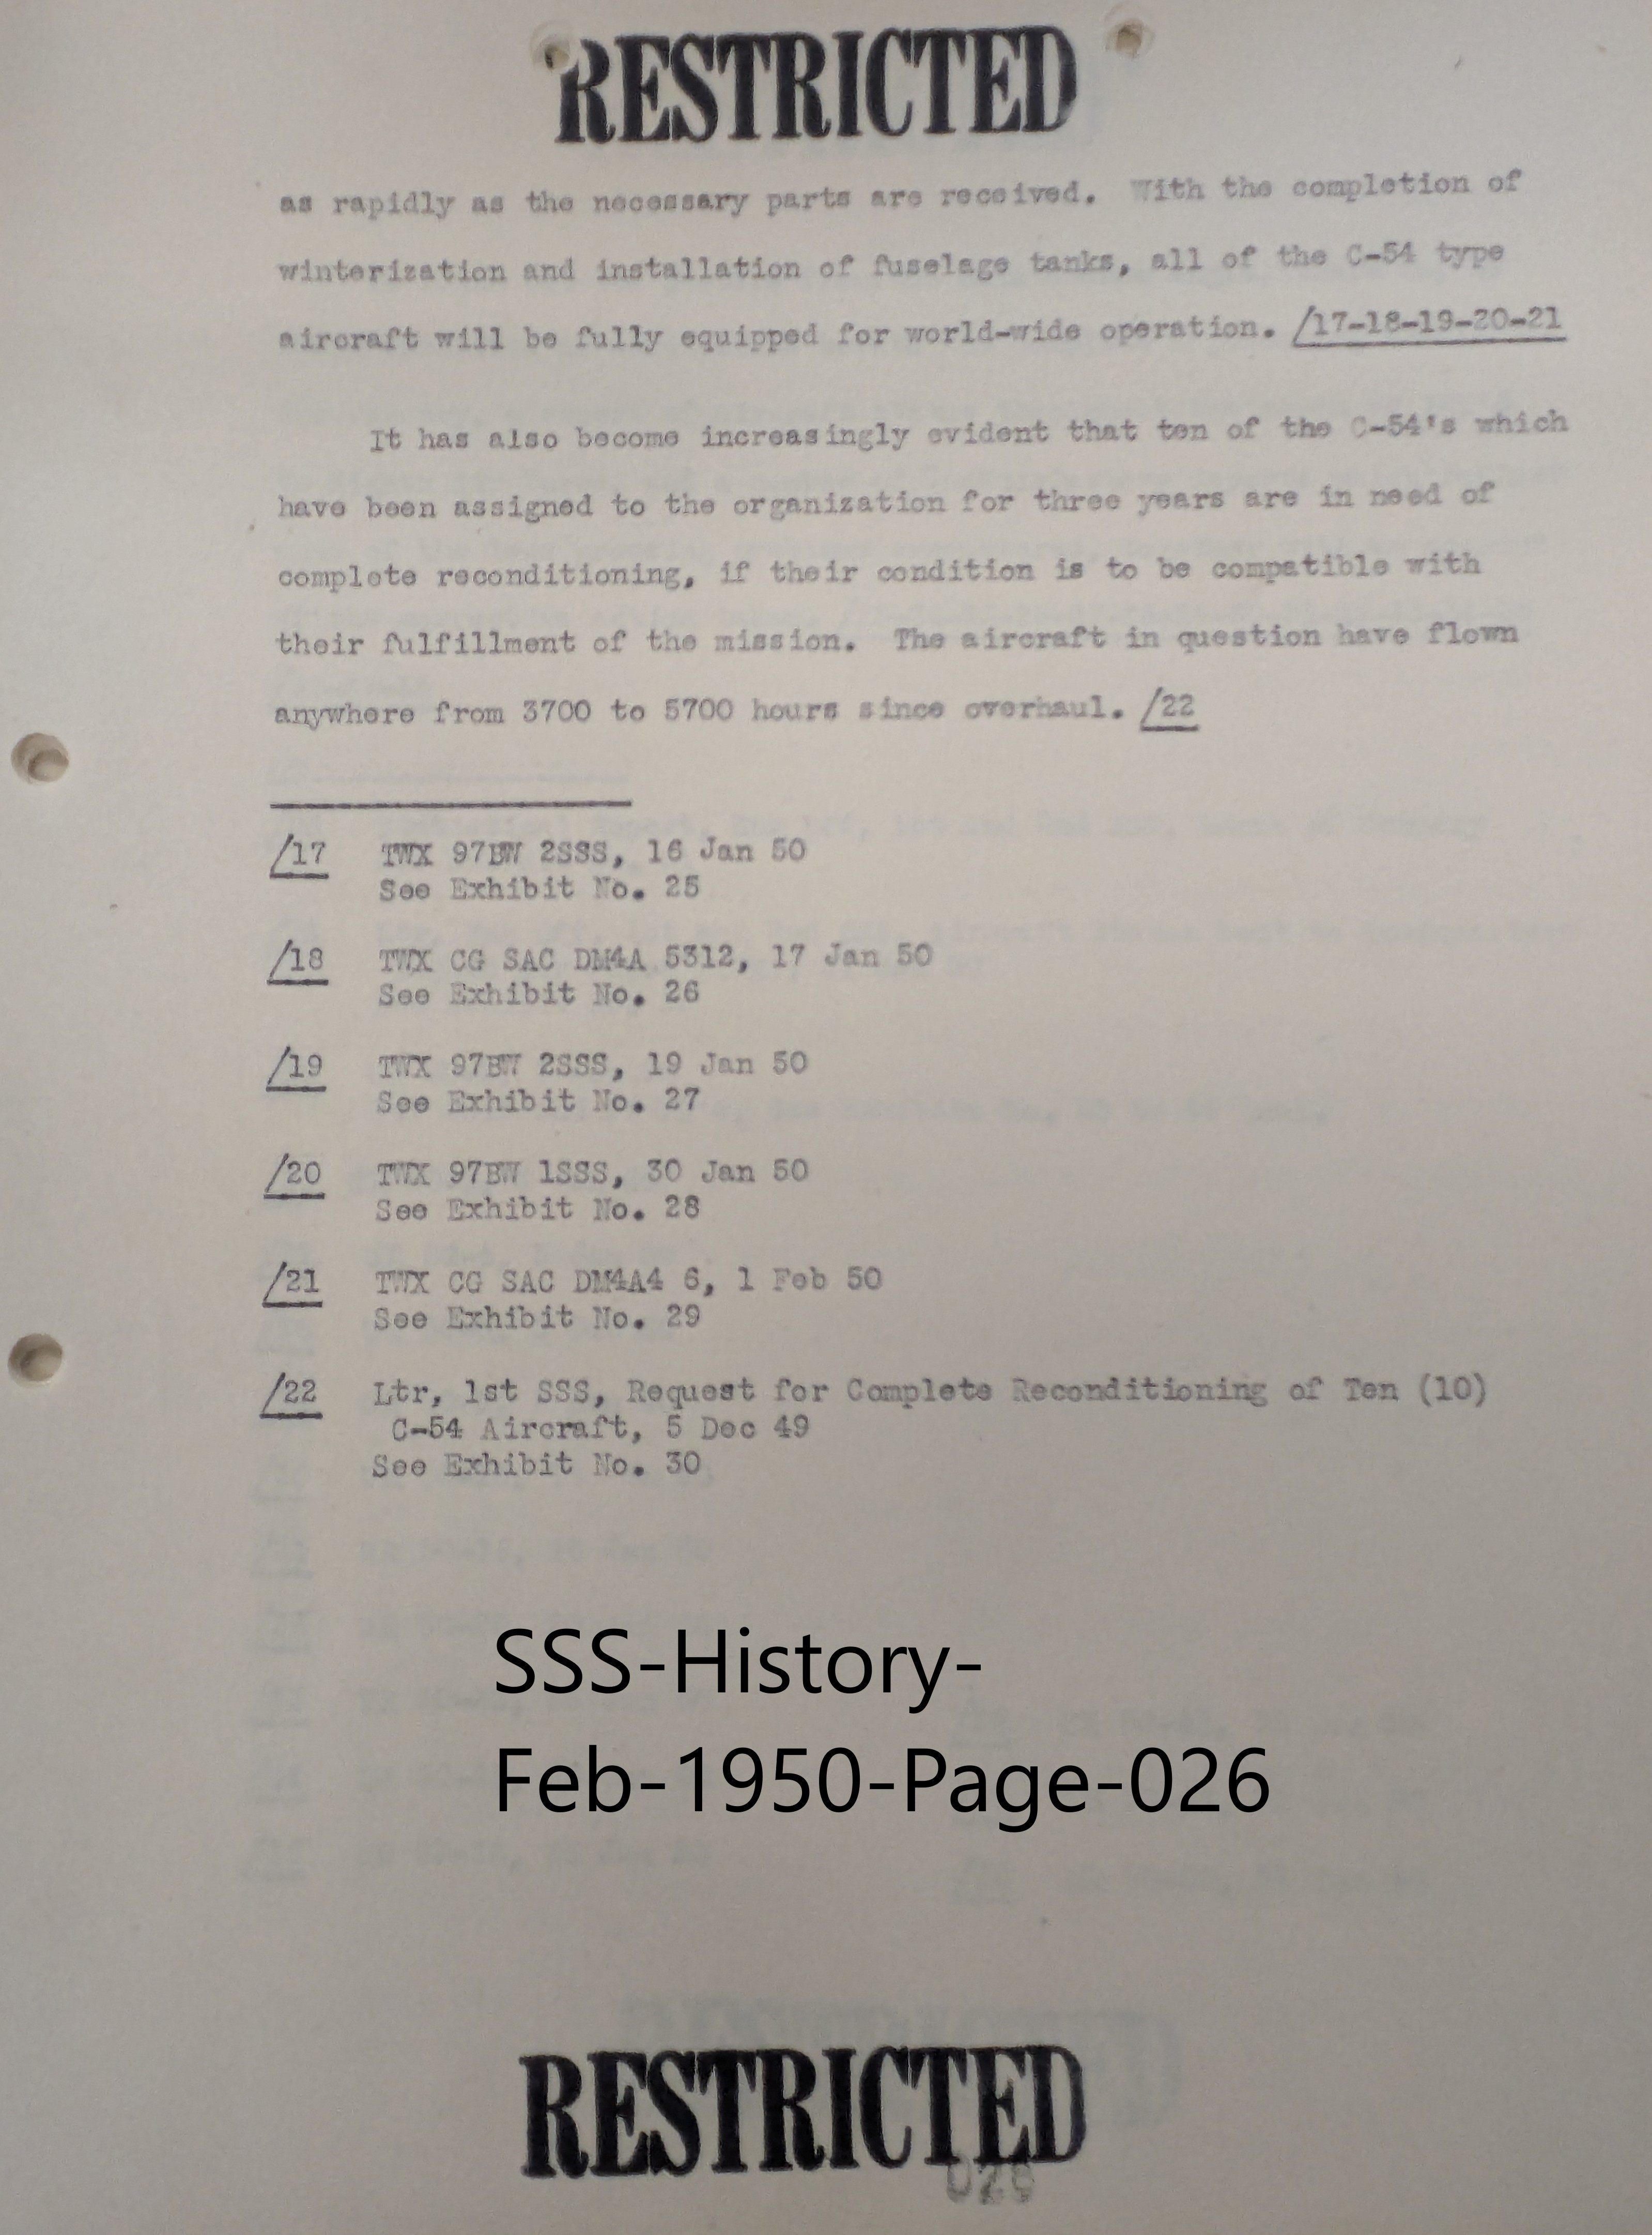 RESTRICTED
as rapidly as the necessary parts are received. With the completion of
winterization and installation of fuselage tanks, all of the C-54 type
aircraft will be fully equipped for world-wide operation. /17-18-19-20-21
It has also become increasingly evident that ten of the C-54's which
have been assigned to the organization for three years are in need of
complete reconditioning, if their condition is to be compatible with
their fulfillment of the mission. The aircraft in question have flown
anywhere from 3700 to 5700 hours since overhaul. /22
/17 TWX 97BW 2SSS, 16 Jan 50
See Exhibit No. 25
/18 TWX CG SAC DM4A 5312, 17 Jan 50
See Exhibit No. 26
/19 TWX 97BW 2SSS, 19 Jan 50
See Exhibit No. 27
/20 TWX 97BW 1SSS, 30 Jan 50
See Exhibit No. 28
/21 TWX CG SAC DM4A4 6, 1 Feb 50
See Exhibit No. 29
/22 Ltr, 1st SSS, Request for Complete Reconditioning of Ten (10)
C-54 Aircraft, 5 Dec 49
See Exhibit No. 30
SSS-History-
Feb-1950-Page-026
RESTRICTED
026